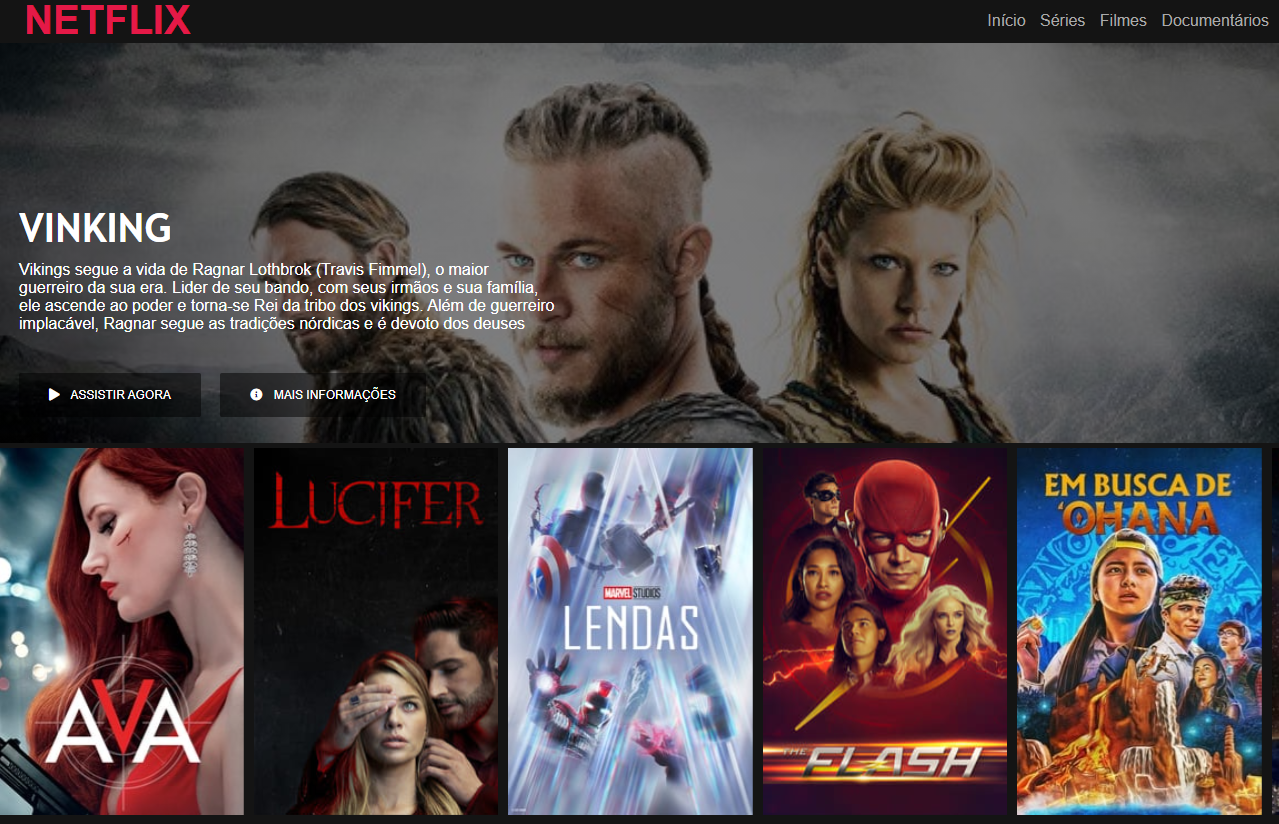 NETFLIX
Início Séries Filmes Documentários
VINKING
Vikings segue a vida de Ragnar Lothbrok (Travis Fimmel), o maior
guerreiro da sua era. Lider de seu bando, com seus irmãos e sua família,
ele ascende ao poder e torna-se Rei da tribo dos vikings. Além de guerreiro
implacável, Ragnar segue as tradições nórdicas e é devoto dos deuses
ASSISTIR AGORA
MAIS INFORMAÇÕES
AVA
LUCIFER
MARVEL STUDIOS
LENDAS
THE
FLASH
EM BUSCA DE
'OHANA